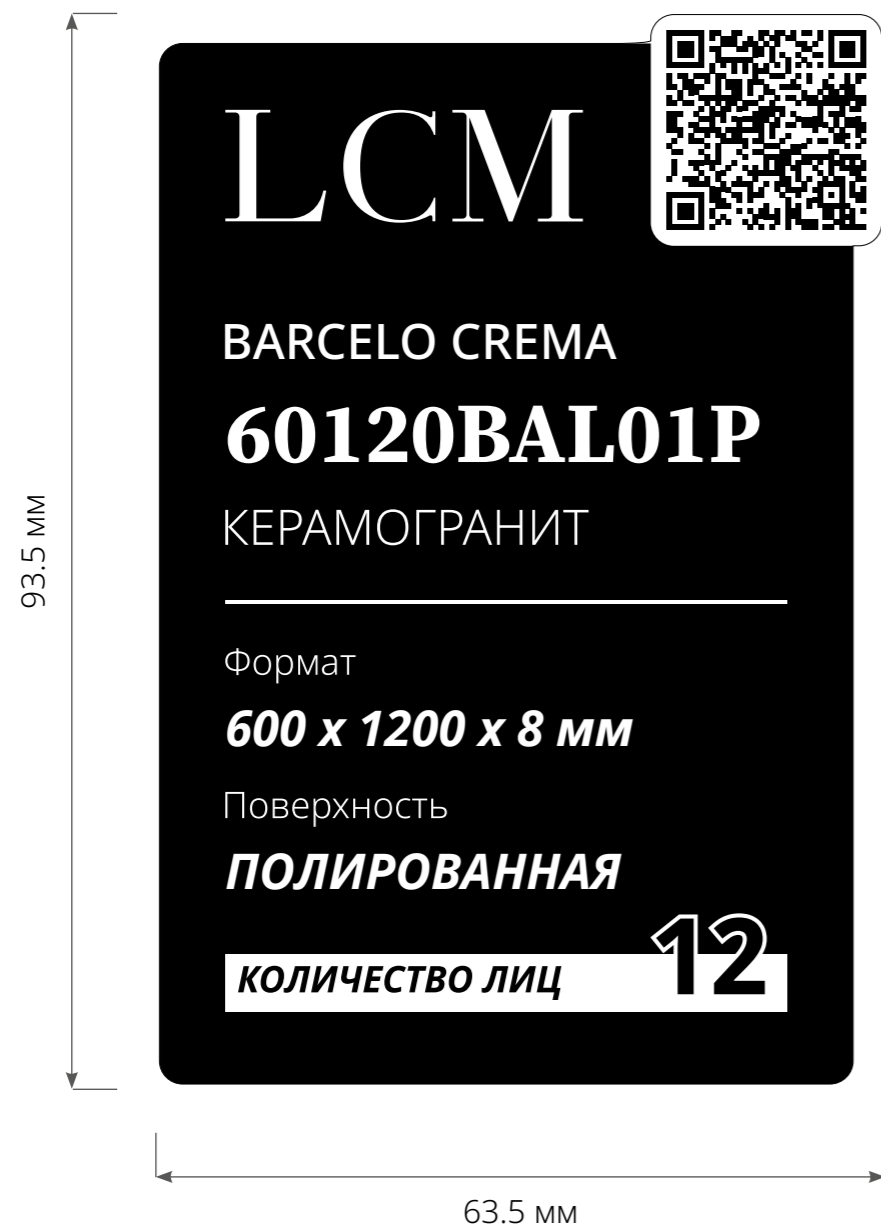 LCM
BARCELO CREMA
60120BAL01P
КЕРАМОГРАНИТ
Формат
600 x 1200 x 8 мм
Поверхность
ПОЛИРОВАННАЯ
КОЛИЧЕСТВО ЛИЦ 12
93.5 мм
63.5 мм